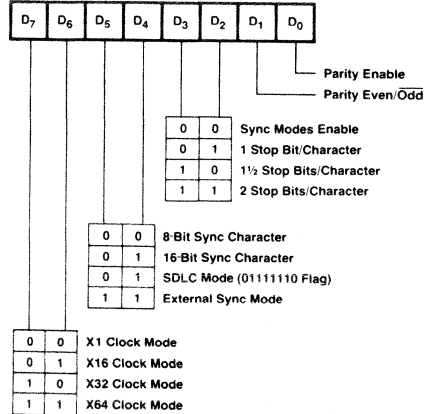 D7 D6 D5 D4 D3 D2 D1 D0
Parity Enable
Parity Even/Odd
0 0 Sync Modes Enable
0 1 1 Stop Bit/Character
1 0 1½ Stop Bits/Character
1 1 2 Stop Bits/Character
0 0 8-Bit Sync Character
0 1 16-Bit Sync Character
0 1 SDLC Mode (01111110 Flag)
1 1 External Sync Mode
0 0 X1 Clock Mode
0 1 X16 Clock Mode
1 0 X32 Clock Mode
1 1 X64 Clock Mode